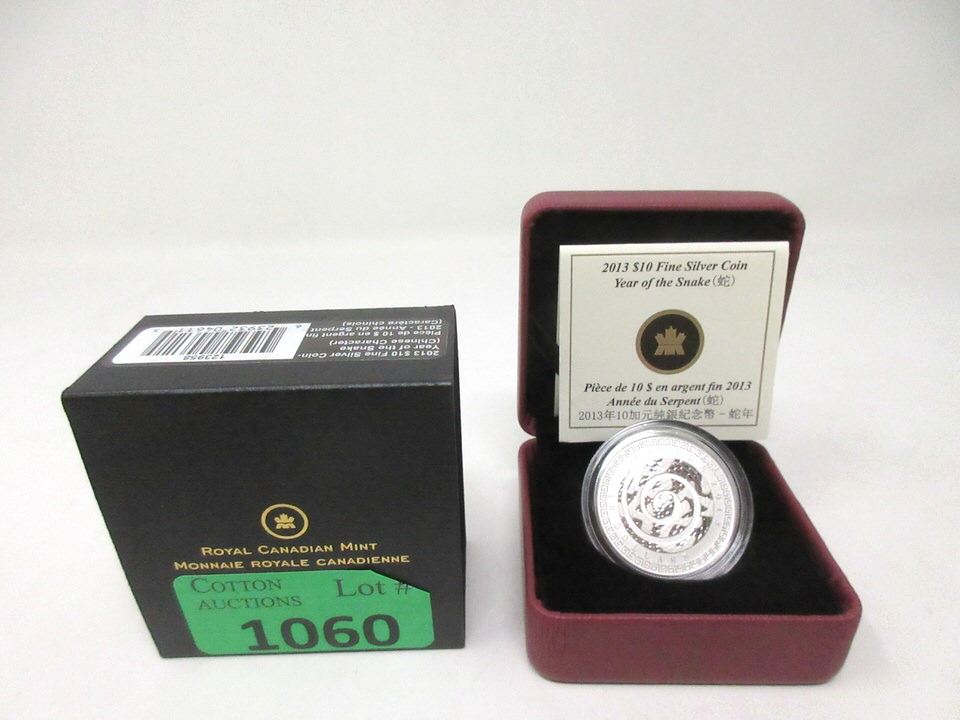 2013 $10 Fine Silver Coin
Year of the Snake (蛇)
Pièce de 10 $ en argent fin 2013
Année du Serpent (蛇)
2013年10加元純銀紀念幣 - 蛇年
2013 $10 Fine Silver Coin-
Year of the Snake
(Chinese Character)
Pièce de 10 $ en argent fin
2013 - Année du Serpent
(Caractère chinois)
123958
ROYAL CANADIAN MINT
MONNAIE ROYALE CANADIENNE
COTTON
AUCTIONS
Lot #
1060